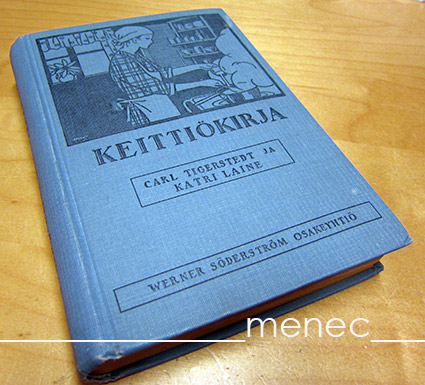 KEITTIÖKIRJA
CARL TIGERSTEDT JA
KATRI LAINE
WERNER SÖDERSTRÖM OSAKEYHTIÖ
menec